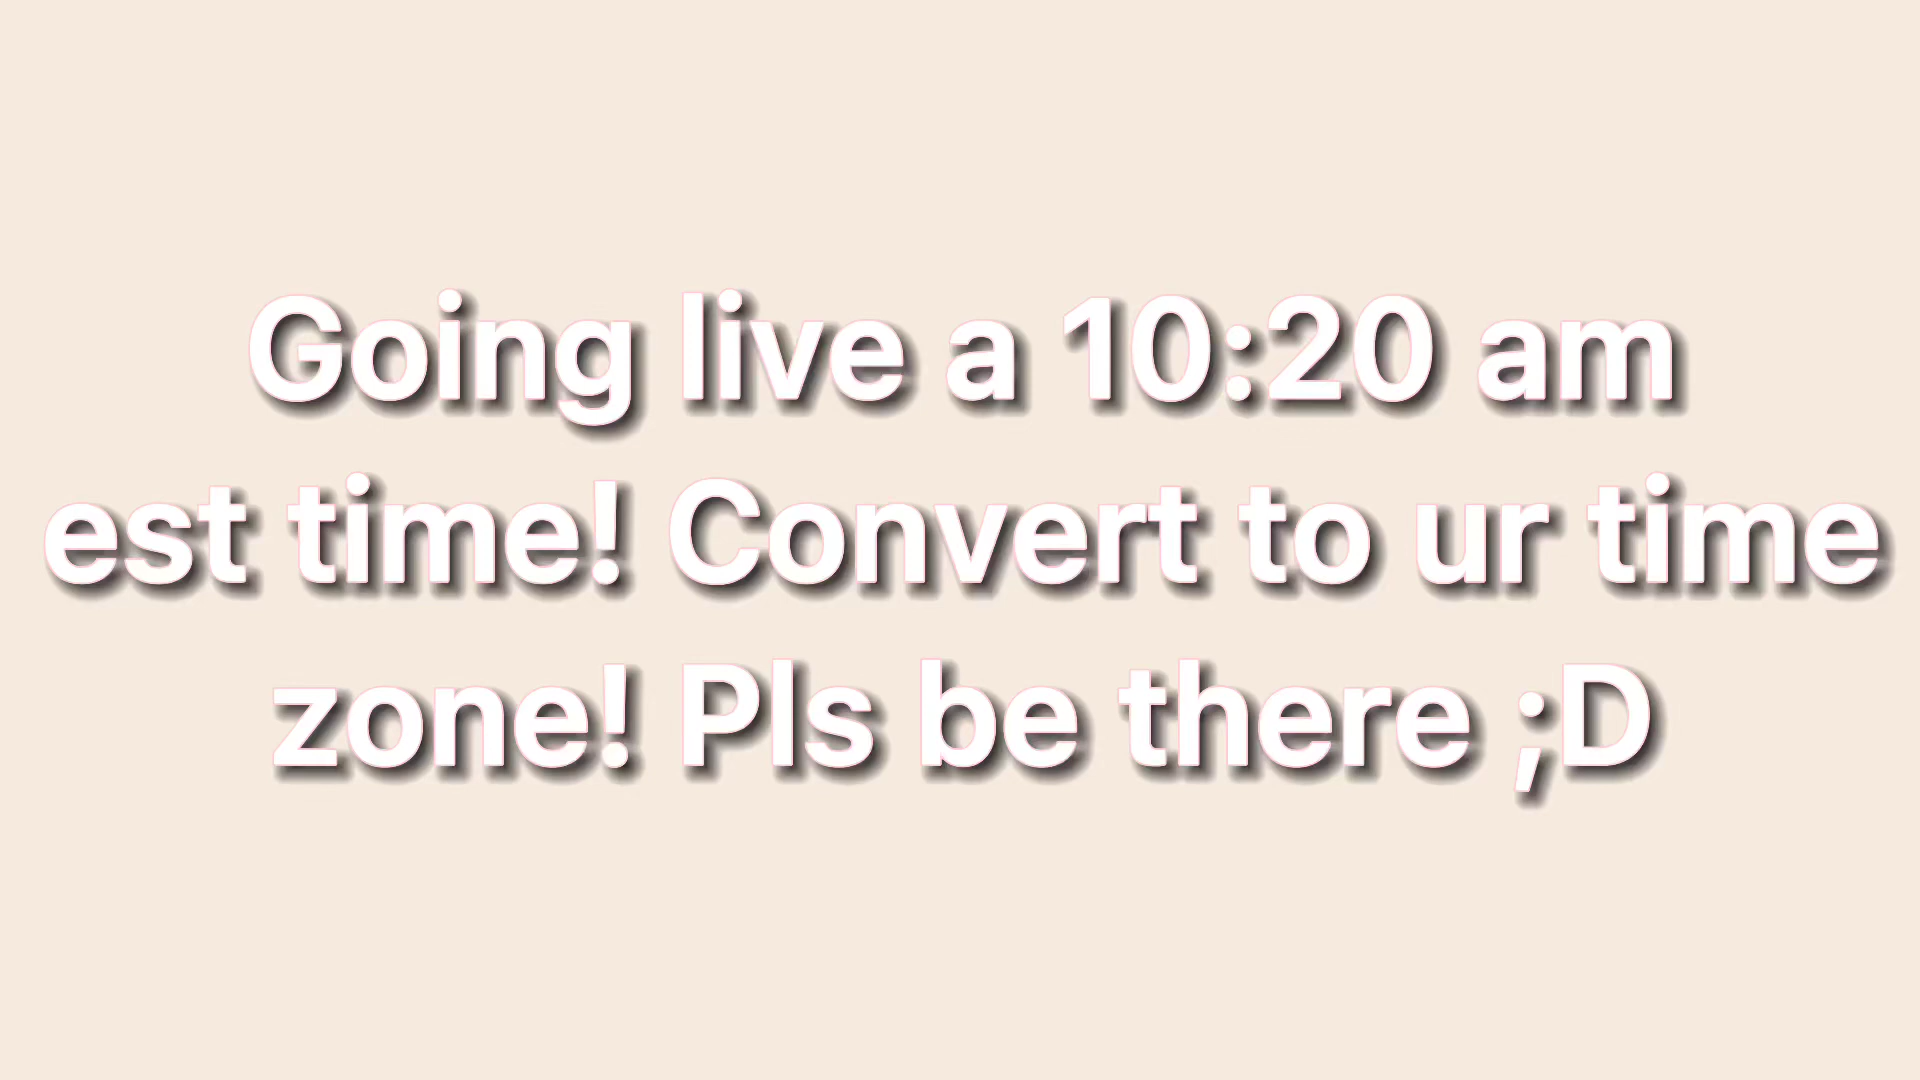 Going live a 10:20 am
est time! Convert to ur time
zone! Pls be there ;D